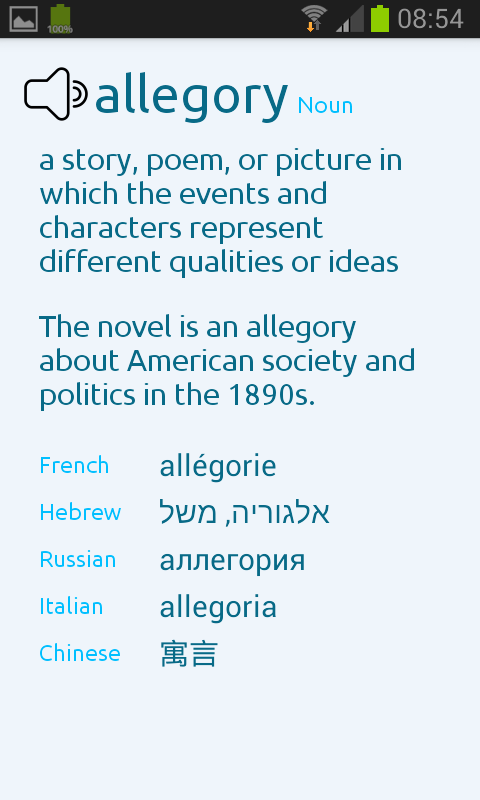 100%
08:54
allegory Noun
a story, poem, or picture in
which the events and
characters represent
different qualities or ideas
The novel is an allegory
about American society and
politics in the 1890s.
French allégorie
Hebrew אלגוריה, משל
Russian аллегория
Italian allegoria
Chinese 寓言